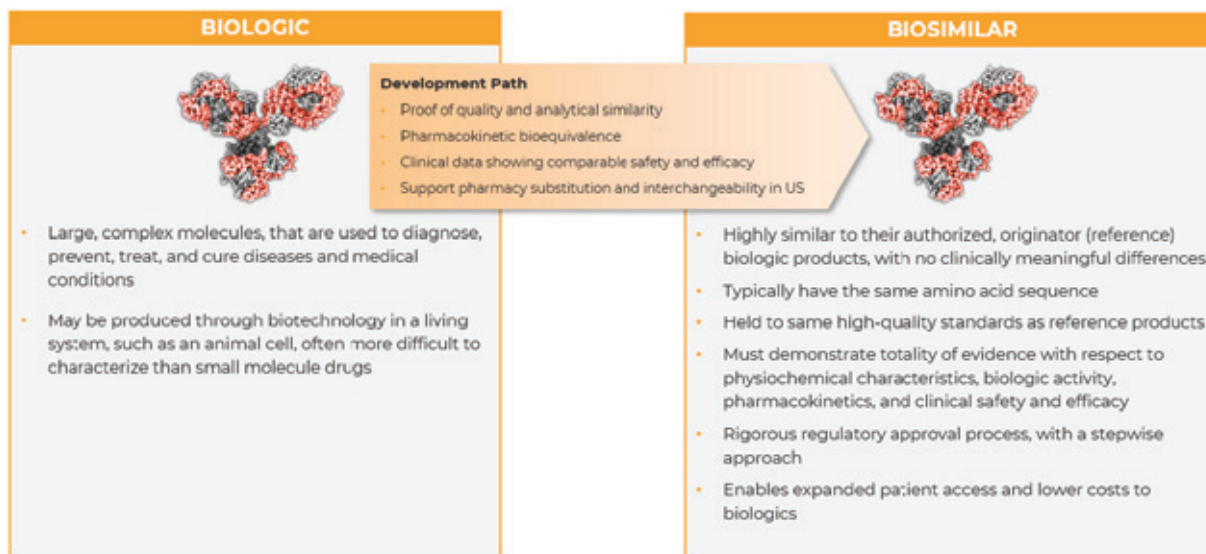 BIOLOGIC
Large, complex molecules, that are used to diagnose,
prevent, treat, and cure diseases and medical
conditions
May be produced through biotechnology in a living
system, such as an animal cell, often more difficult to
characterize than small molecule drugs
Development Path
Proof of quality and analytical similarity
Pharmacokinetic bioequivalence
Clinical data showing comparable safety and efficacy
Support pharmacy substitution and interchangeability in US
BIOSIMILAR
Highly similar to their authorized, originator (reference)
biologic products, with no clinically meaningful differences
Typically have the same amino acid sequence
Held to same high-quality standards as reference products
Must demonstrate totality of evidence with respect to
physiochemical characteristics, biologic activity,
pharmacokinetics, and clinical safety and efficacy
Rigorous regulatory approval process, with a stepwise
approach
Enables expanded patient access and lower costs to
biologics